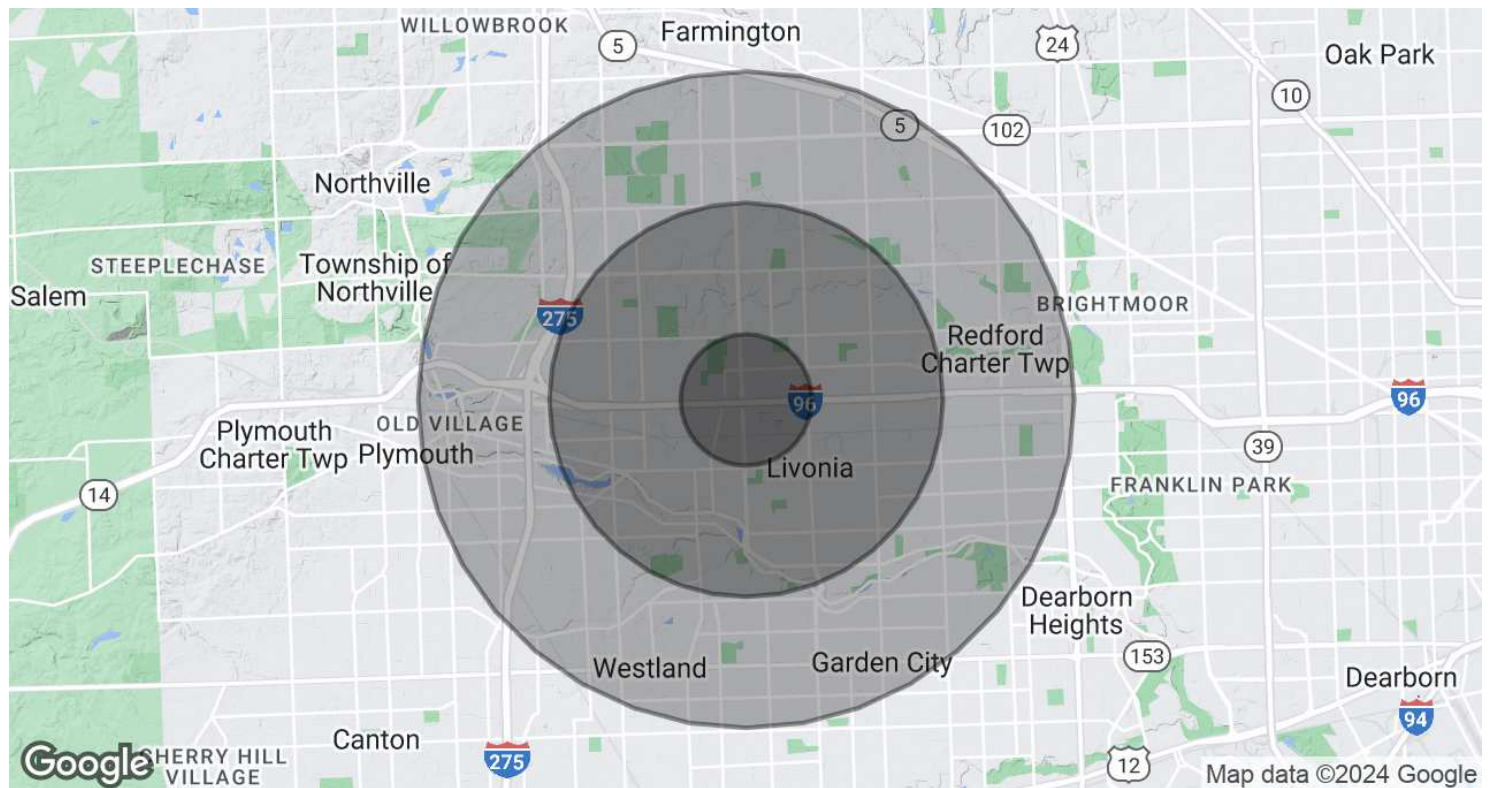 WILLOWBROOK
5
Farmington
24
Oak Park
10
5
102
Northville
STEEPLECHASE
Township of
Northville
Salem
275
BRIGHTMOOR
Redford
Charter Twp
96
96
OLD VILLAGE
Plymouth
Charter Twp
Plymouth
39
Livonia
FRANKLIN PARK
14
Dearborn
Heights
153
Westland
Garden City
Dearborn
94
Canton
275
12
Google
CHERRY HILL
VILLAGE
Map data ©2024 Google